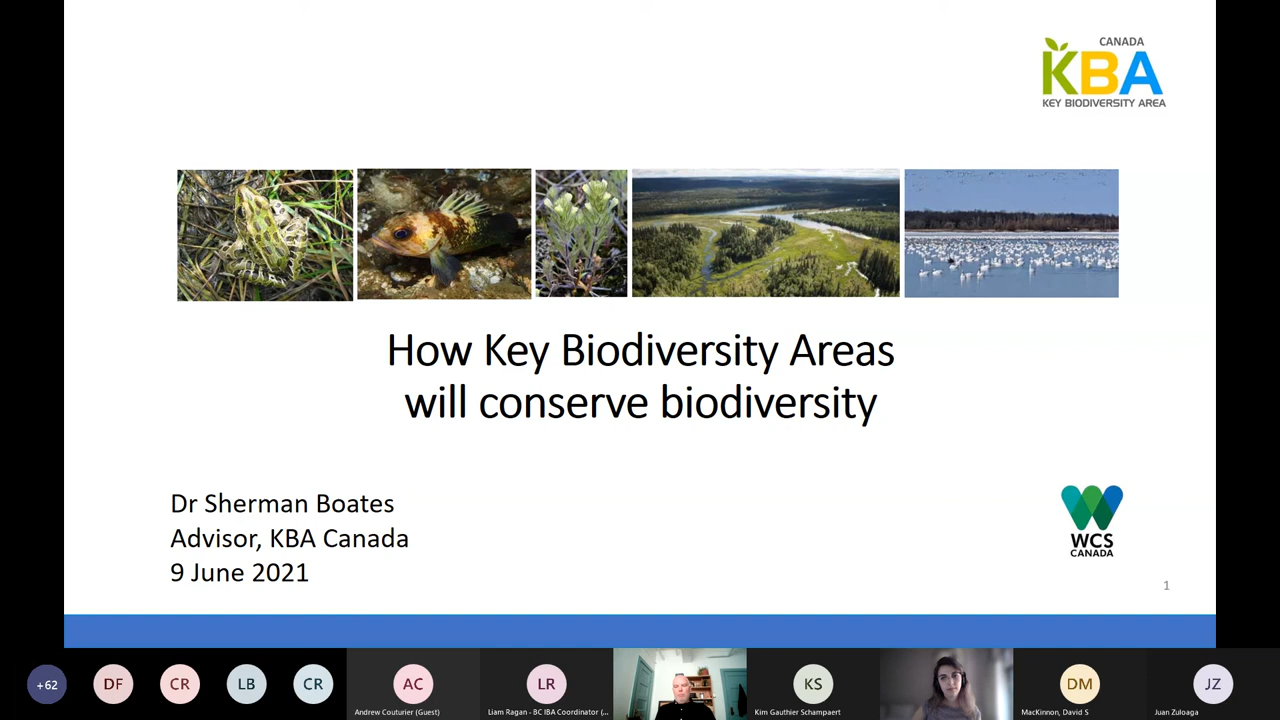 CANADA
KBA
KEY BIODIVERSITY AREA
How Key Biodiversity Areas
will conserve biodiversity
Dr Sherman Boates
Advisor, KBA Canada
9 June 2021
WCS
CANADA
1
+62
DF
CR
LB
CR
AC
Andrew Couturier (Guest)
LR
Liam Ragan - BC IBA Coordinator (...
KS
Kim Gauthier Schampaert
DM
MacKinnon, David S
JZ
Juan Zuloaga